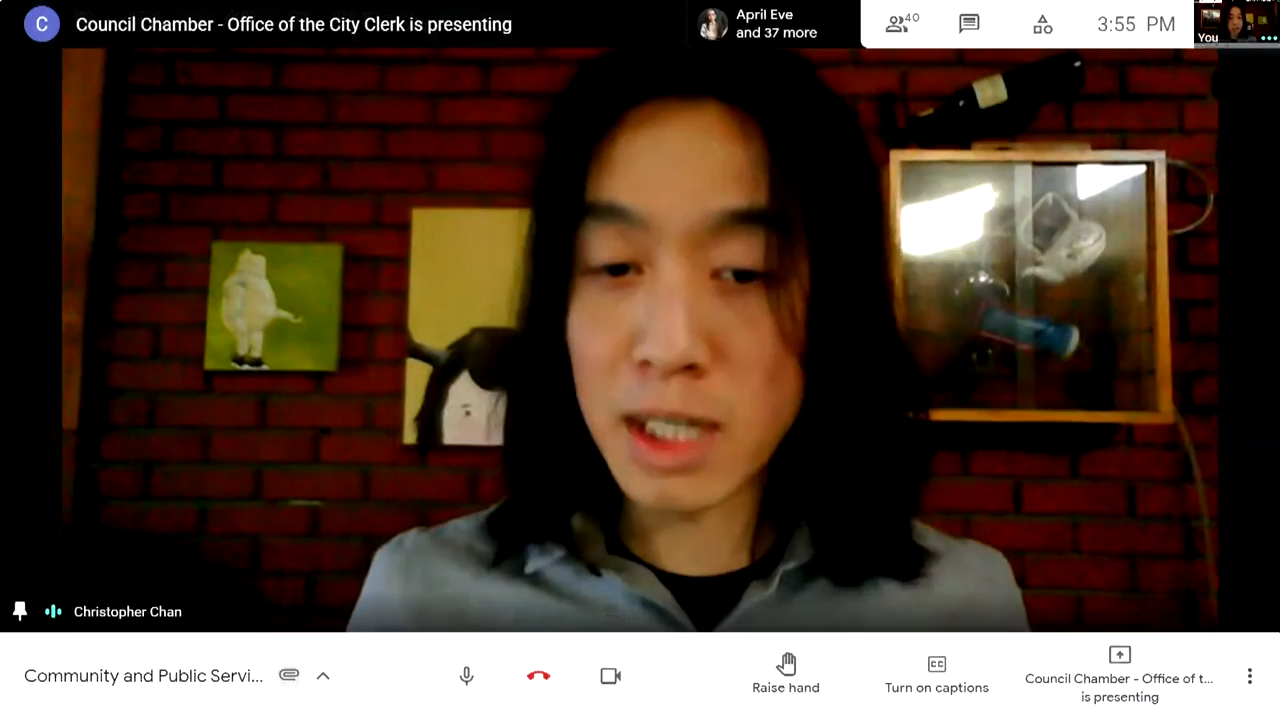 C
Council Chamber - Office of the City Clerk is presenting
April Eve
and 37 more
40
3:55 PM
You
Christopher Chan
Community and Public Servi...
Raise hand
CC
Turn on captions
Council Chamber - Office of t...
is presenting